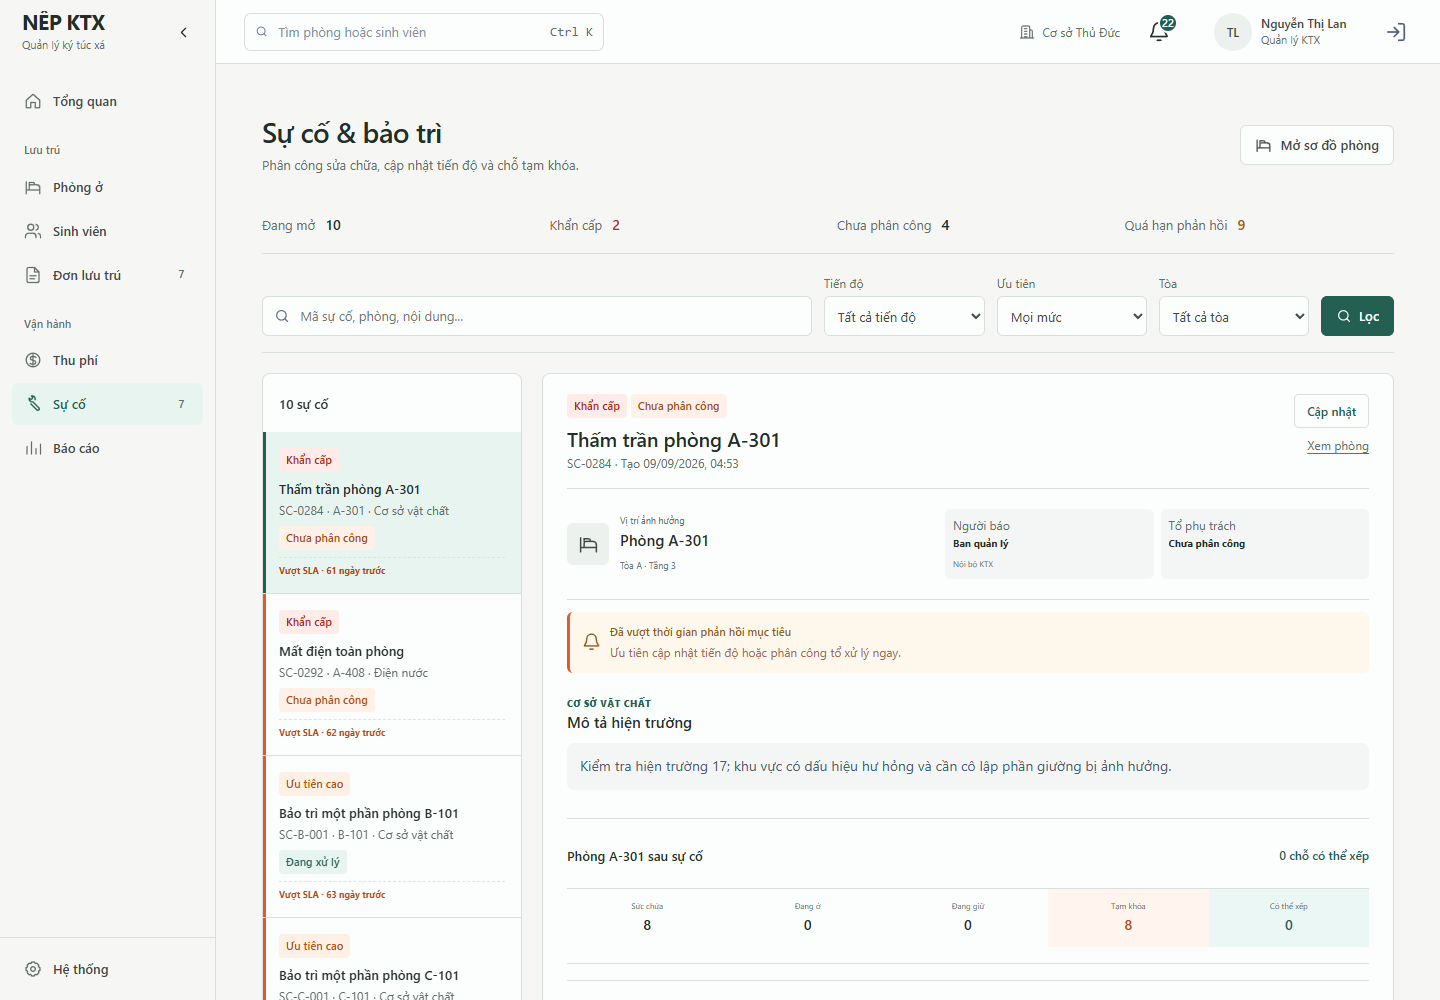 NẾP KTX
Quản lý ký túc xá
Tổng quan
Lưu trú
Phòng ở
Sinh viên
Đơn lưu trú 7
Vận hành
Thu phí
Sự cố 7
Báo cáo
Hệ thống
Tìm phòng hoặc sinh viên Ctrl K
Cơ sở Thủ Đức
22
TL
Nguyễn Thị Lan
Quản lý KTX
Sự cố & bảo trì
Phân công sửa chữa, cập nhật tiến độ và chỗ tạm khóa.
Mở sơ đồ phòng
Đang mở 10
Khẩn cấp 2
Chưa phân công 4
Quá hạn phản hồi 9
Mã sự cố, phòng, nội dung...
Tiến độ
Tất cả tiến độ
Ưu tiên
Mọi mức
Tòa
Tất cả tòa
Lọc
10 sự cố
Khẩn cấp
Thấm trần phòng A-301
SC-0284 · A-301 · Cơ sở vật chất
Chưa phân công
Vượt SLA · 61 ngày trước
Khẩn cấp
Mất điện toàn phòng
SC-0292 · A-408 · Điện nước
Chưa phân công
Vượt SLA · 62 ngày trước
Ưu tiên cao
Bảo trì một phần phòng B-101
SC-B-001 · B-101 · Cơ sở vật chất
Đang xử lý
Vượt SLA · 63 ngày trước
Ưu tiên cao
Bảo trì một phần phòng C-101
SC-C-001 · C-101 · Cơ sở vật chất
Khẩn cấp Chưa phân công
Thấm trần phòng A-301
SC-0284 · Tạo 09/09/2026, 04:53
Cập nhật
Xem phòng
Vị trí ảnh hưởng
Phòng A-301
Tòa A · Tầng 3
Người báo
Ban quản lý
Nội bộ KTX
Tổ phụ trách
Chưa phân công
Đã vượt thời gian phản hồi mục tiêu
Ưu tiên cập nhật tiến độ hoặc phân công tổ xử lý ngay.
CƠ SỞ VẬT CHẤT
Mô tả hiện trường
Kiểm tra hiện trường 17; khu vực có dấu hiệu hư hỏng và cần cô lập phần giường bị ảnh hưởng.
Phòng A-301 sau sự cố
0 chỗ có thể xếp
Sức chứa
8
Đang ở
0
Đang giữ
0
Tạm khóa
8
Có thể xếp
0